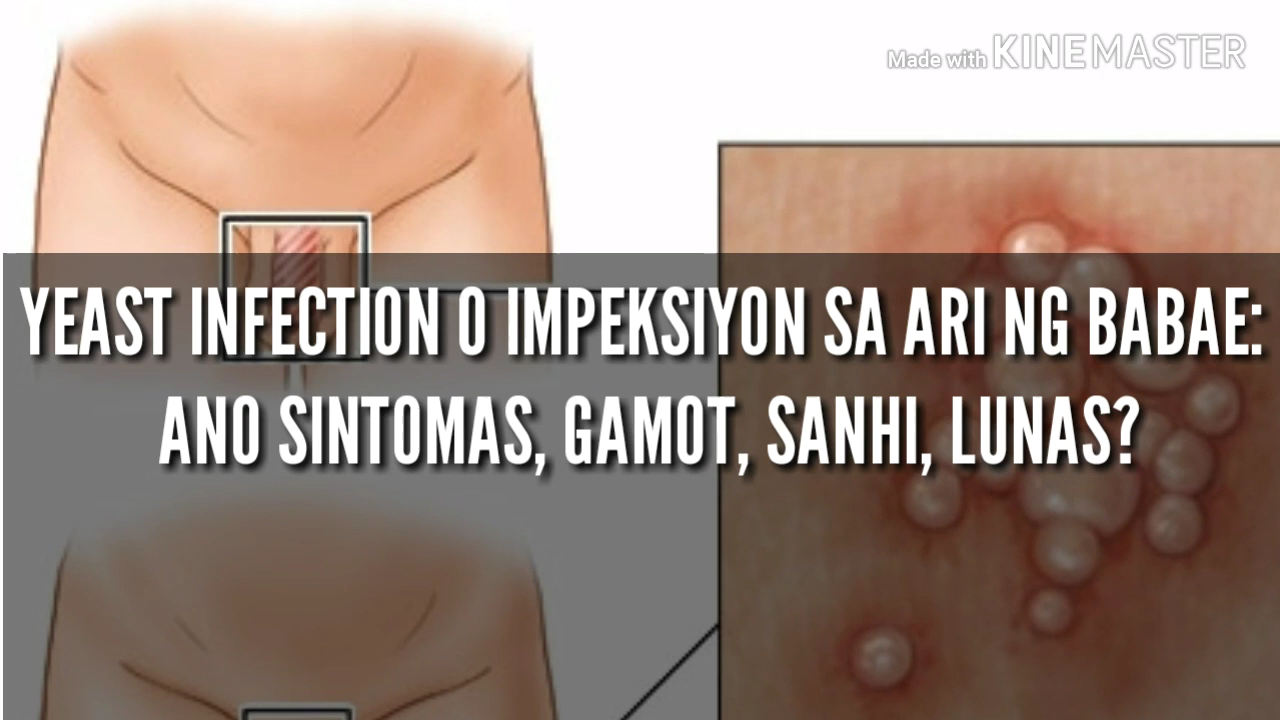 Made with KINEMASTER
YEAST INFECTION O IMPEKSIYON SA ARI NG BABAE:
ANO SINTOMAS, GAMOT, SANHI, LUNAS?